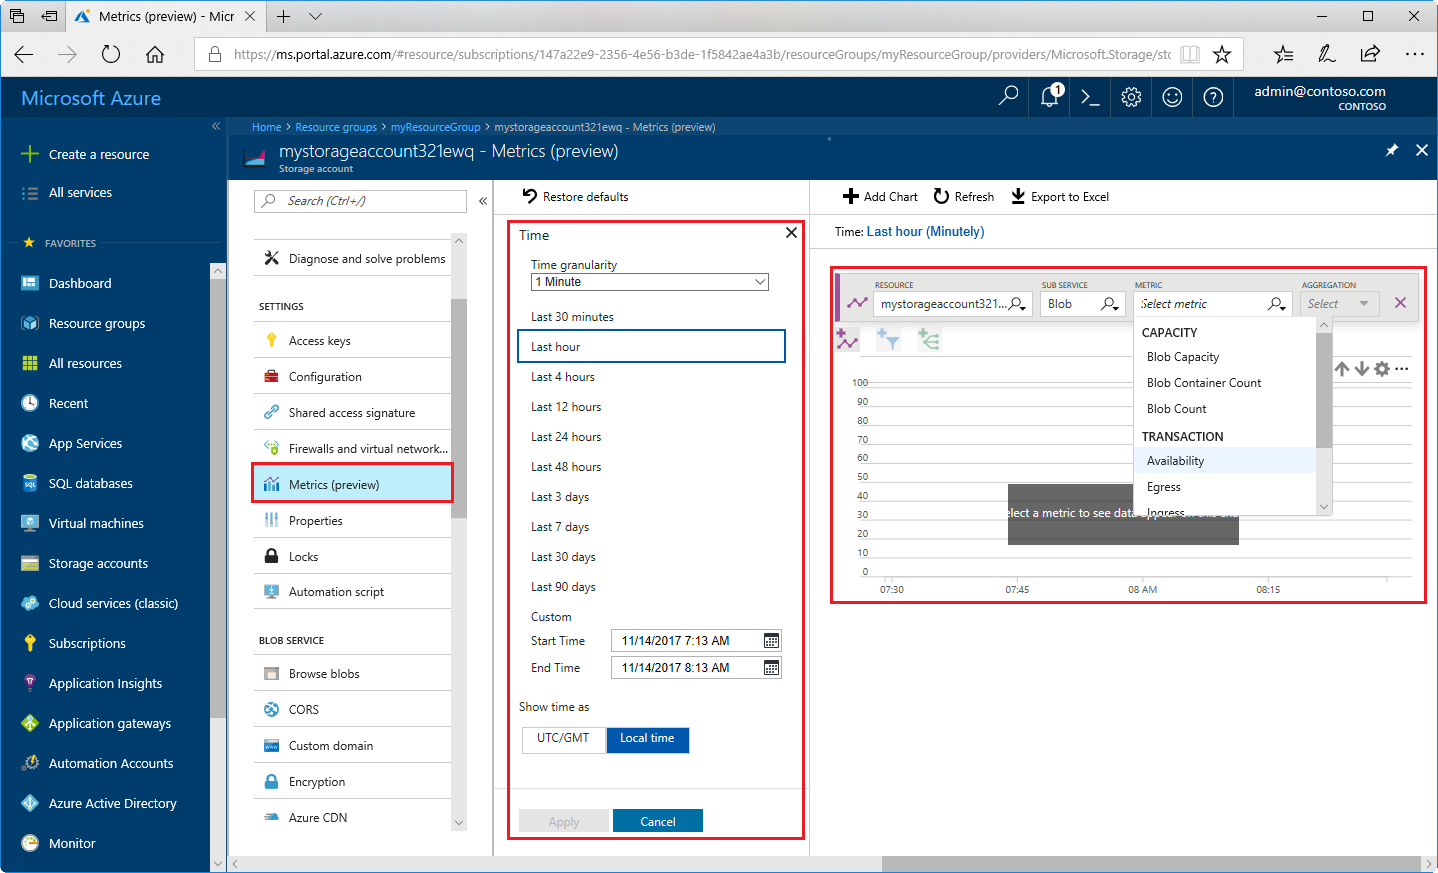 Metrics (preview) - Micr
https://ms.portal.azure.com/#resource/subscriptions/147a22e9-2356-4e56-b3de-1f5842ae4a3b/resourceGroups/myResourceGroup/providers/Microsoft.Storage/stc
Microsoft Azure
1
admin@contoso.com
CONTOSO
Home > Resource groups > myResourceGroup > mystorageaccount321ewq - Metrics (preview)
mystorageaccount321ewq - Metrics (preview)
Storage account
Create a resource
All services
FAVORITES
Dashboard
Resource groups
All resources
Recent
App Services
SQL databases
Virtual machines
Storage accounts
Cloud services (classic)
Subscriptions
Application Insights
Application gateways
Automation Accounts
Azure Active Directory
Monitor
Search (Ctrl+/)
Diagnose and solve problems
SETTINGS
Access keys
Configuration
Shared access signature
Firewalls and virtual network...
Metrics (preview)
Properties
Locks
Automation script
BLOB SERVICE
Browse blobs
CORS
Custom domain
Encryption
Azure CDN
Restore defaults
Time
Time granularity
1 Minute
Last 30 minutes
Last hour
Last 4 hours
Last 12 hours
Last 24 hours
Last 48 hours
Last 3 days
Last 7 days
Last 30 days
Last 90 days
Custom
Start Time 11/14/2017 7:13 AM
End Time 11/14/2017 8:13 AM
Show time as
UTC/GMT Local time
Apply Cancel
Add Chart Refresh Export to Excel
Time: Last hour (Minutely)
RESOURCE SUB SERVICE METRIC AGGREGATION
mystorageaccount321... Blob Select metric Select
CAPACITY
Blob Capacity
Blob Container Count
Blob Count
TRANSACTION
Availability
Egress
Ingress
100
90
80
70
60
50
40
30
20
10
0
elect a metric to see data
07:30 07:45 08 AM 08:15